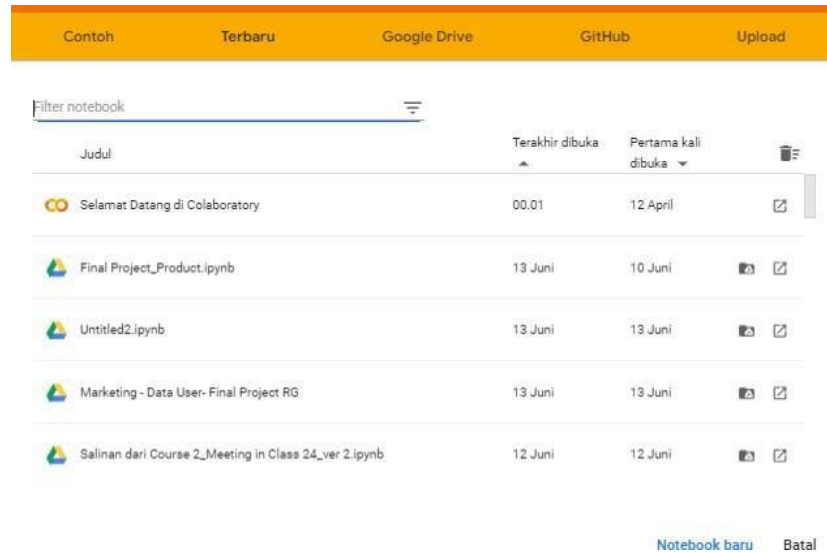 Contoh Terbaru Google Drive GitHub Upload
Filter notebook
Judul Terakhir dibuka Pertama kali
dibuka
Selamat Datang di Colaboratory 00.01 12 April
Final Project_Product.ipynb 13 Juni 10 Juni
Untitled2.ipynb 13 Juni 13 Juni
Marketing - Data User- Final Project RG 13 Juni 13 Juni
Salinan dari Course 2_Meeting in Class 24_ver 2.ipynb 12 Juni 12 Juni
Notebook baru Batal